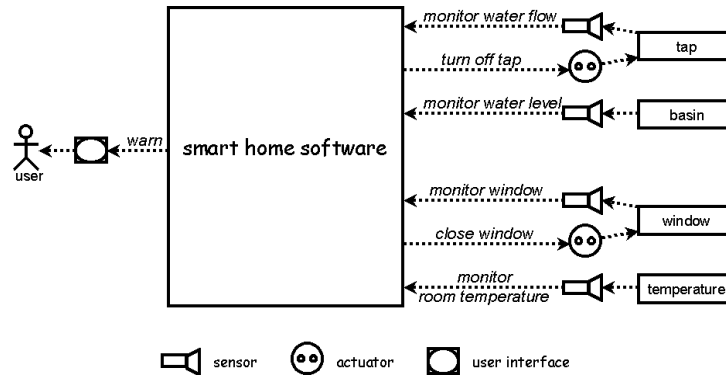 monitor water flow
tap
turn off tap
monitor water level
basin
warn
smart home software
user
monitor window
window
close window
monitor
room temperature
temperature
sensor
actuator
user interface